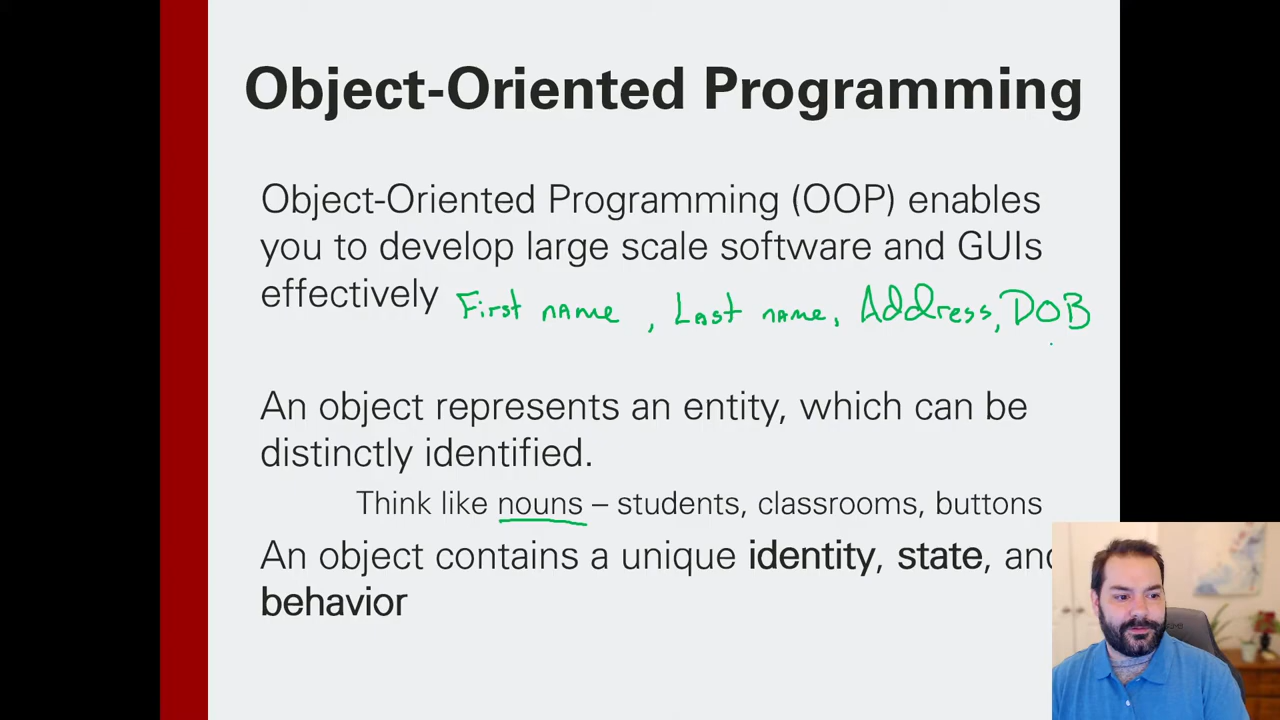 Object-Oriented Programming
Object-Oriented Programming (OOP) enables
you to develop large scale software and GUIs
effectively First name, Last name, Address, DOB
An object represents an entity, which can be
distinctly identified.
Think like nouns – students, classrooms, buttons
An object contains a unique identity, state, and
behavior